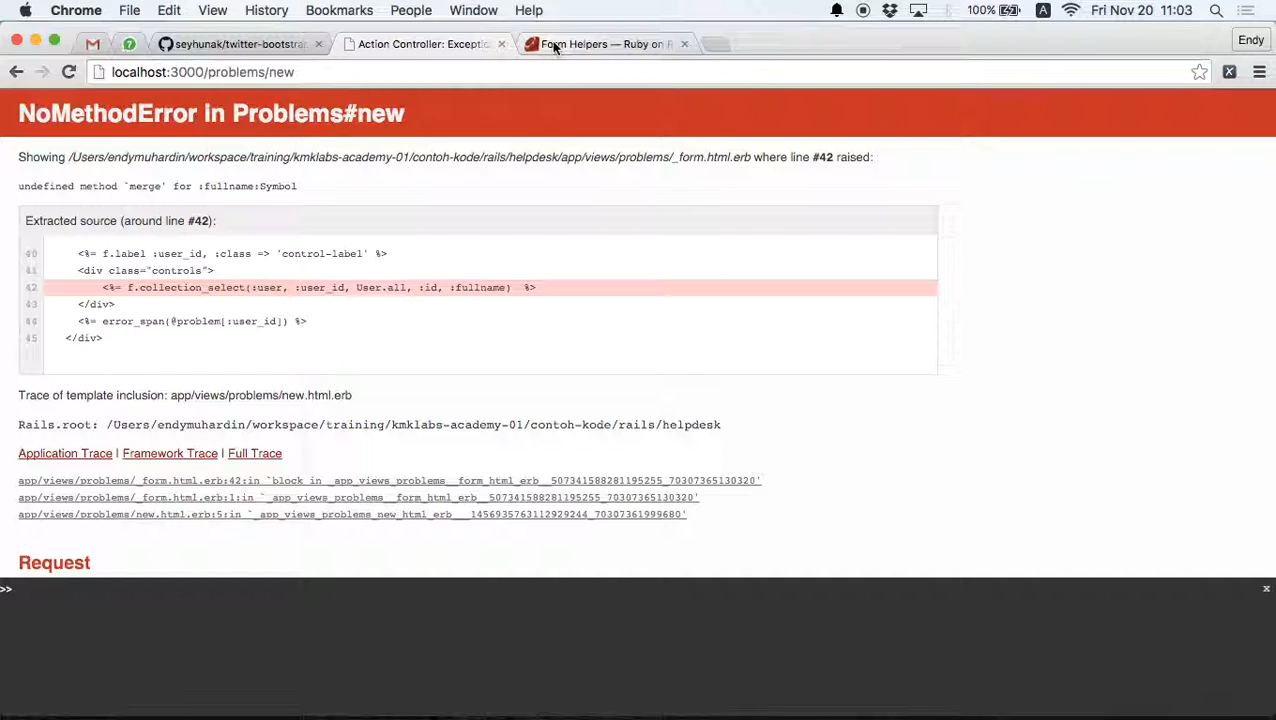 Chrome File Edit View History Bookmarks People Window Help 100% A Fri Nov 20 11:03
seyhunak/twitter-bootstra × Action Controller: Exceptio × Form Helpers — Ruby on R × Endy
localhost:3000/problems/new
NoMethodError in Problems#new
Showing /Users/endymuhardin/workspace/training/kmklabs-academy-01/contoh-kode/rails/helpdesk/app/views/problems/_form.html.erb where line #42 raised:
undefined method `merge' for :fullname:Symbol
Extracted source (around line #42):
40 <%= f.label :user_id, :class => 'control-label' %>
41 <div class="controls">
42 <%= f.collection_select(:user, :user_id, User.all, :id, :fullname) %>
43 </div>
44 <%= error_span(@problem[:user_id]) %>
45 </div>
Trace of template inclusion: app/views/problems/new.html.erb
Rails.root: /Users/endymuhardin/workspace/training/kmklabs-academy-01/contoh-kode/rails/helpdesk
Application Trace | Framework Trace | Full Trace
app/views/problems/_form.html.erb:42:in `block in _app_views_problems__form_html_erb__507341588281195255_70307365130320'
app/views/problems/_form.html.erb:1:in `_app_views_problems__form_html_erb__507341588281195255_70307365130320'
app/views/problems/new.html.erb:5:in `_app_views_problems_new_html_erb___1456935763112929244_70307361999680'
Request
>> x